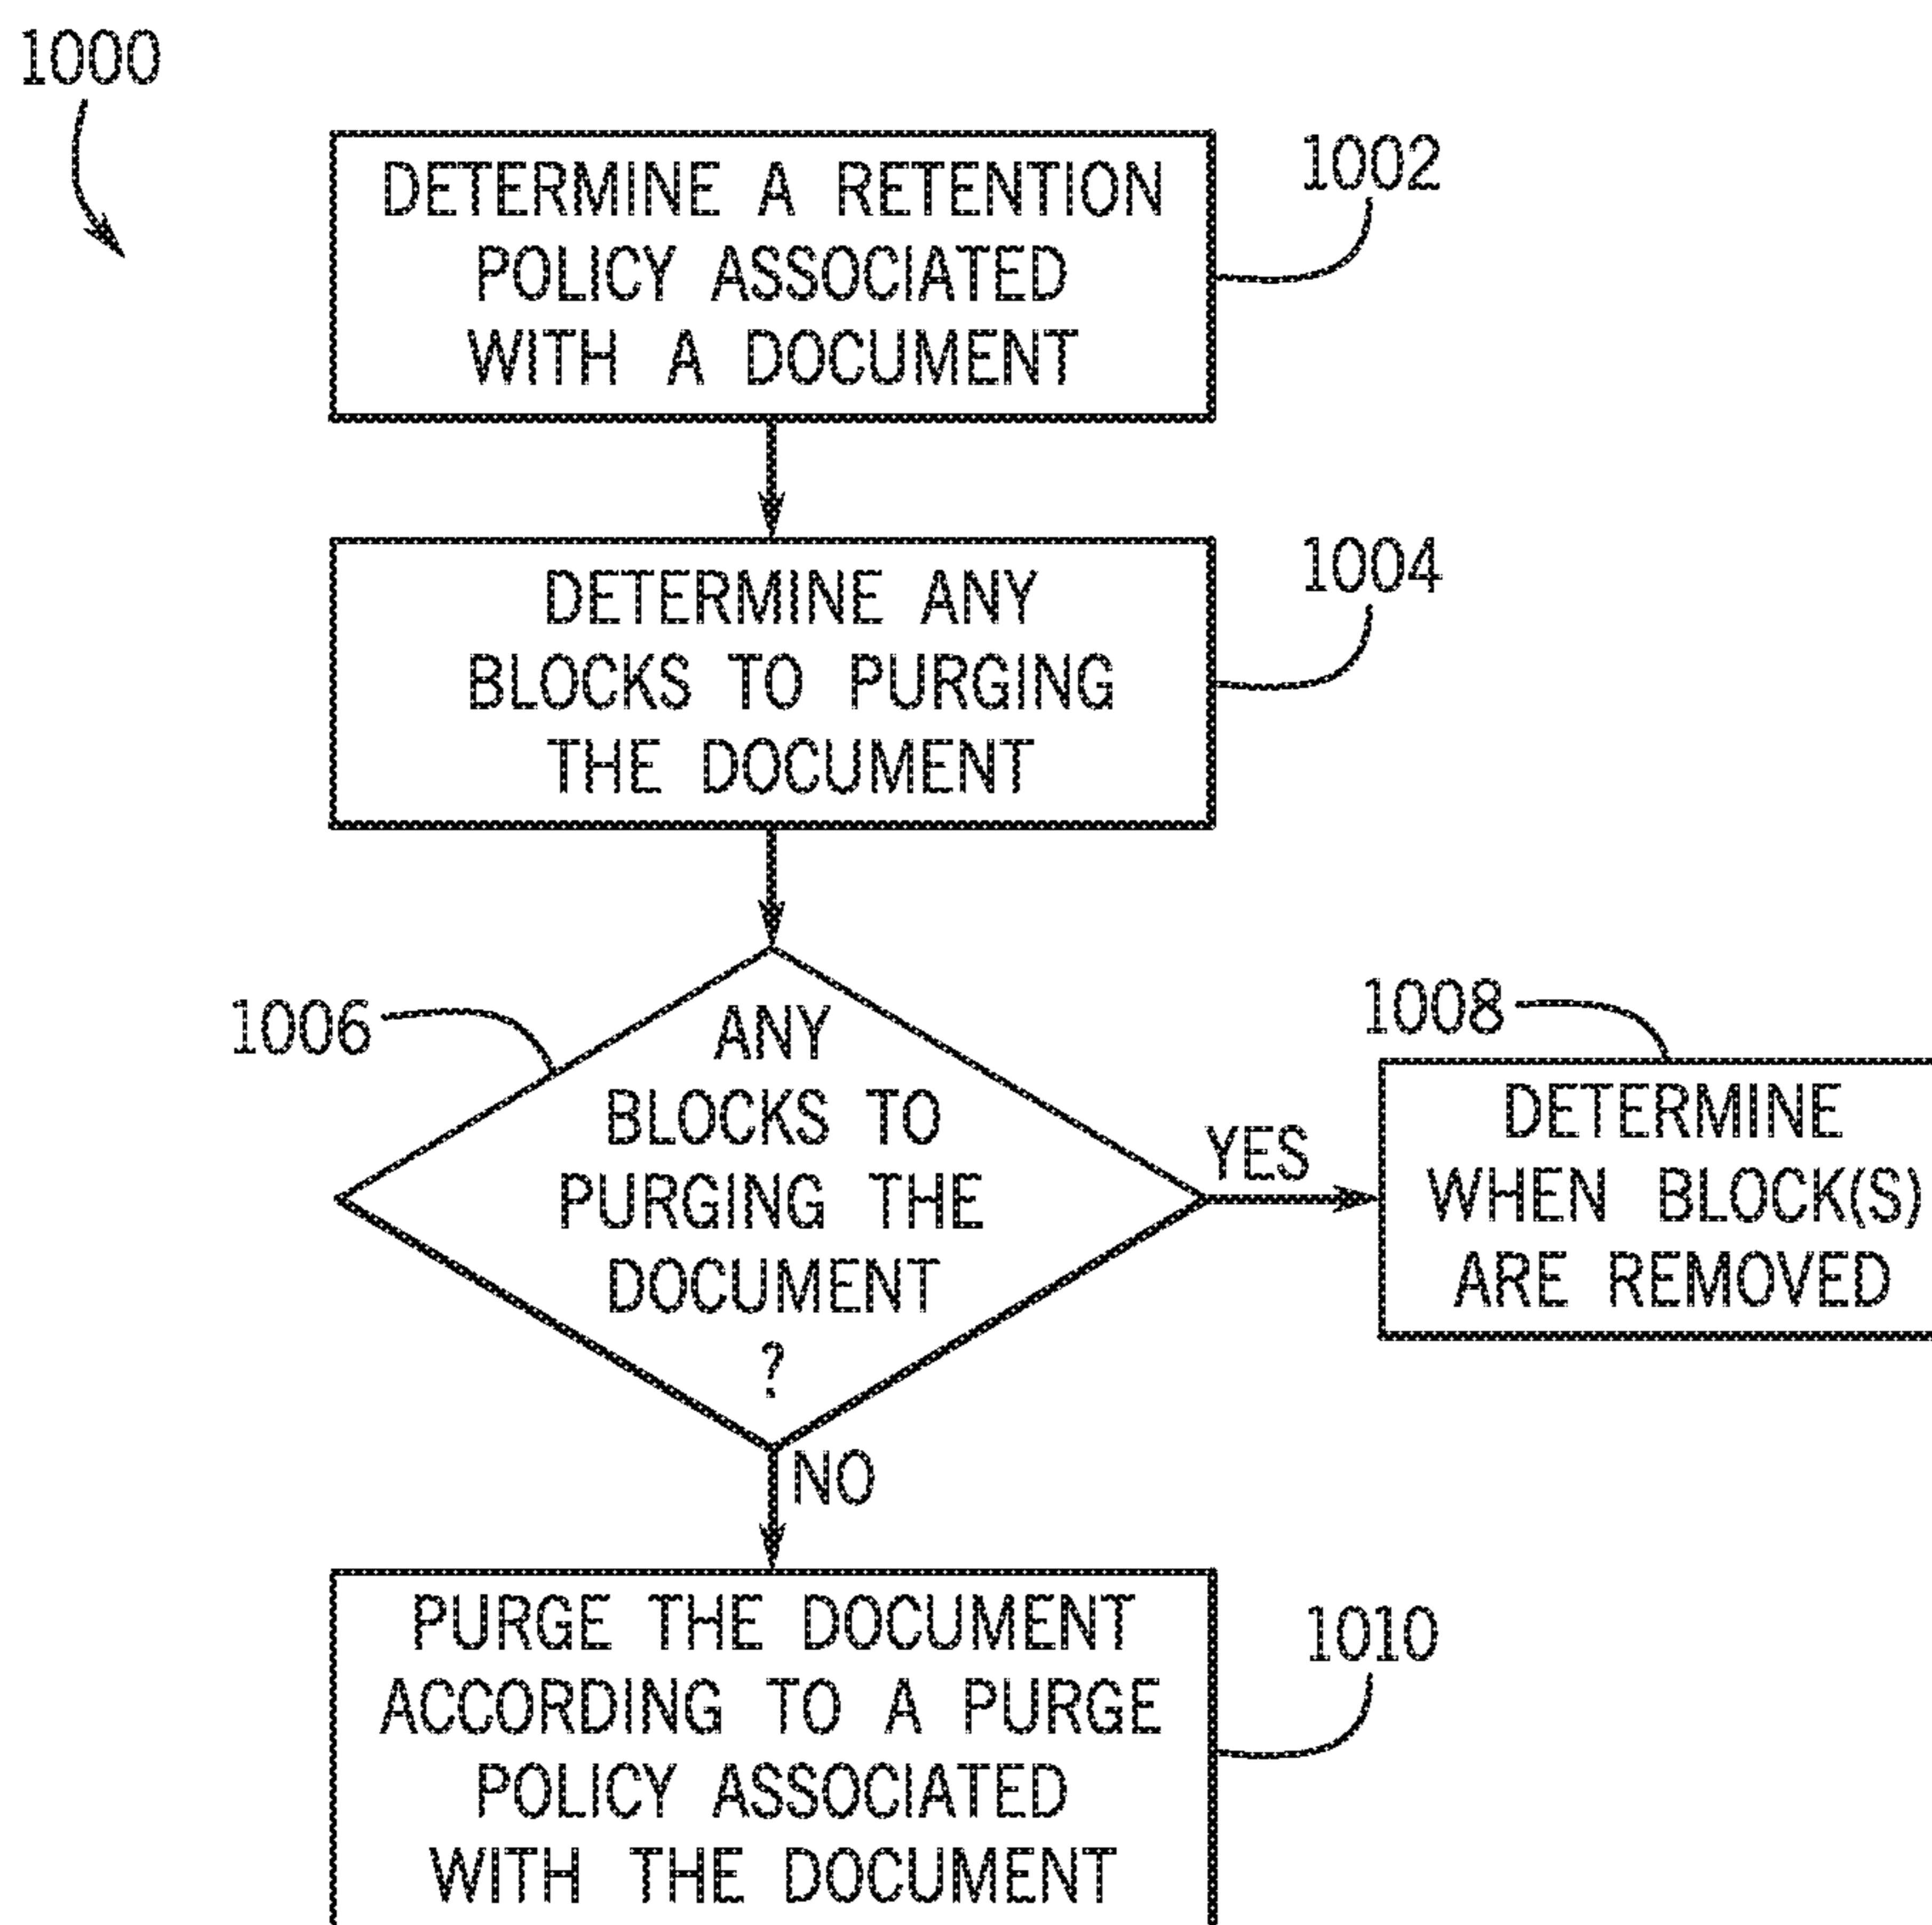 1000
DETERMINE A RETENTION
POLICY ASSOCIATED
WITH A DOCUMENT
1002
DETERMINE ANY
BLOCKS TO PURGING
THE DOCUMENT
1004
1006
ANY
BLOCKS TO
PURGING THE
DOCUMENT
?
YES
1008
DETERMINE
WHEN BLOCK(S)
ARE REMOVED
NO
PURGE THE DOCUMENT
ACCORDING TO A PURGE
POLICY ASSOCIATED
WITH THE DOCUMENT
1010